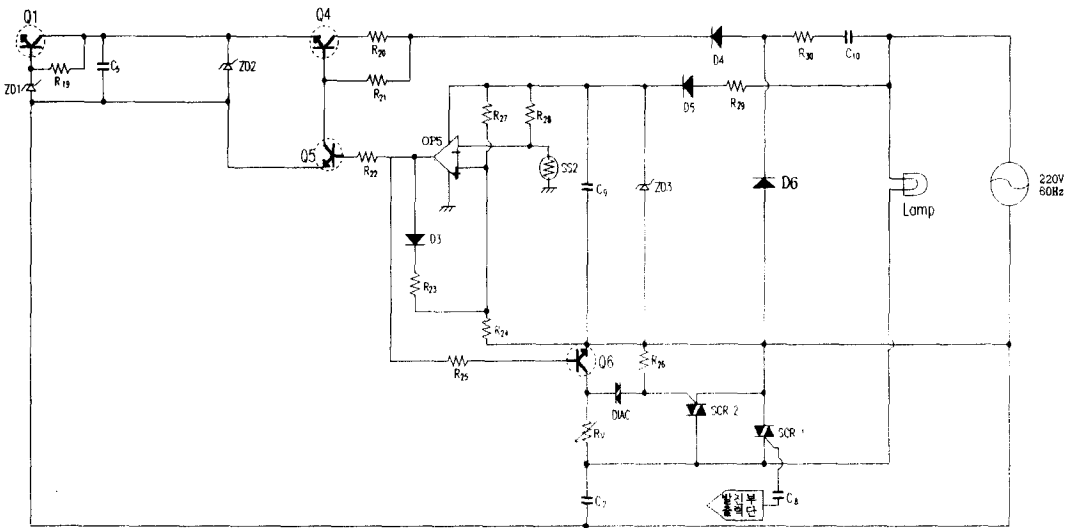 Q1
Q4
R20
D4
R30
C10
ZD1
R19
C5
ZD2
R21
D5
R29
R27
R28
OP5
Q5
R22
SS2
C9
ZD3
D6
Lamp
220V
60Hz
D3
R23
R24
Q6
R26
R25
DIAC
SCR 2
SCR 1
RV
C7
발진부
출력단
C8